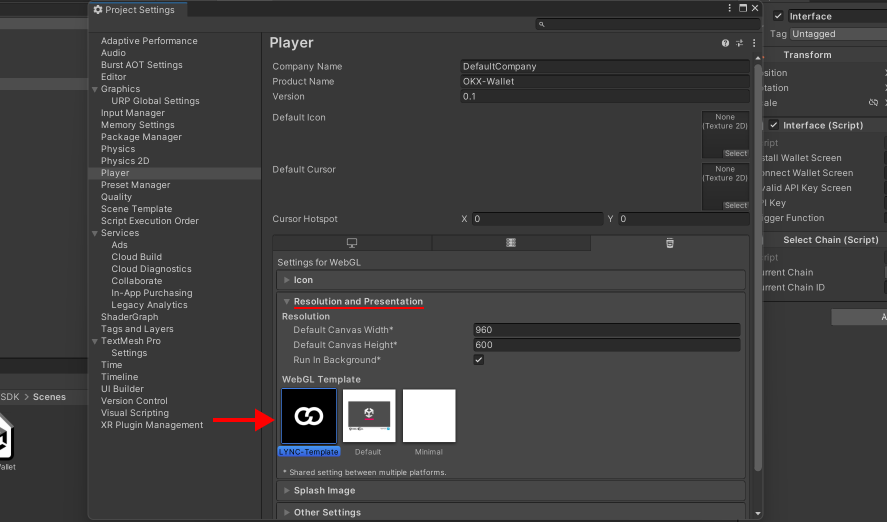 Project Settings
Adaptive Performance
Audio
Burst AOT Settings
Editor
Graphics
URP Global Settings
Input Manager
Memory Settings
Package Manager
Physics
Physics 2D
Player
Preset Manager
Quality
Scene Template
Script Execution Order
Services
Ads
Cloud Build
Cloud Diagnostics
Collaborate
In-App Purchasing
Legacy Analytics
ShaderGraph
Tags and Layers
TextMesh Pro
Settings
Time
Timeline
UI Builder
Version Control
Visual Scripting
XR Plugin Management
Player
Company Name DefaultCompany
Product Name OKX-Wallet
Version 0.1
Default Icon
None
(Texture 2D)
Select
Default Cursor
None
(Texture 2D)
Select
Cursor Hotspot X 0 Y 0
Settings for WebGL
Icon
Resolution and Presentation
Resolution
Default Canvas Width* 960
Default Canvas Height* 600
Run In Background*
WebGL Template
LYNC-Template Default Minimal
* Shared setting between multiple platforms.
Splash Image
Other Settings
Interface
Tag Untagged
Transform
osition
otation
ale
Interface (Script)
ript
stall Wallet Screen
onnect Wallet Screen
valid API Key Screen
PI Key
gger Function
Select Chain (Script)
ript
urrent Chain
urrent Chain ID
A
SDK > Scenes
allet